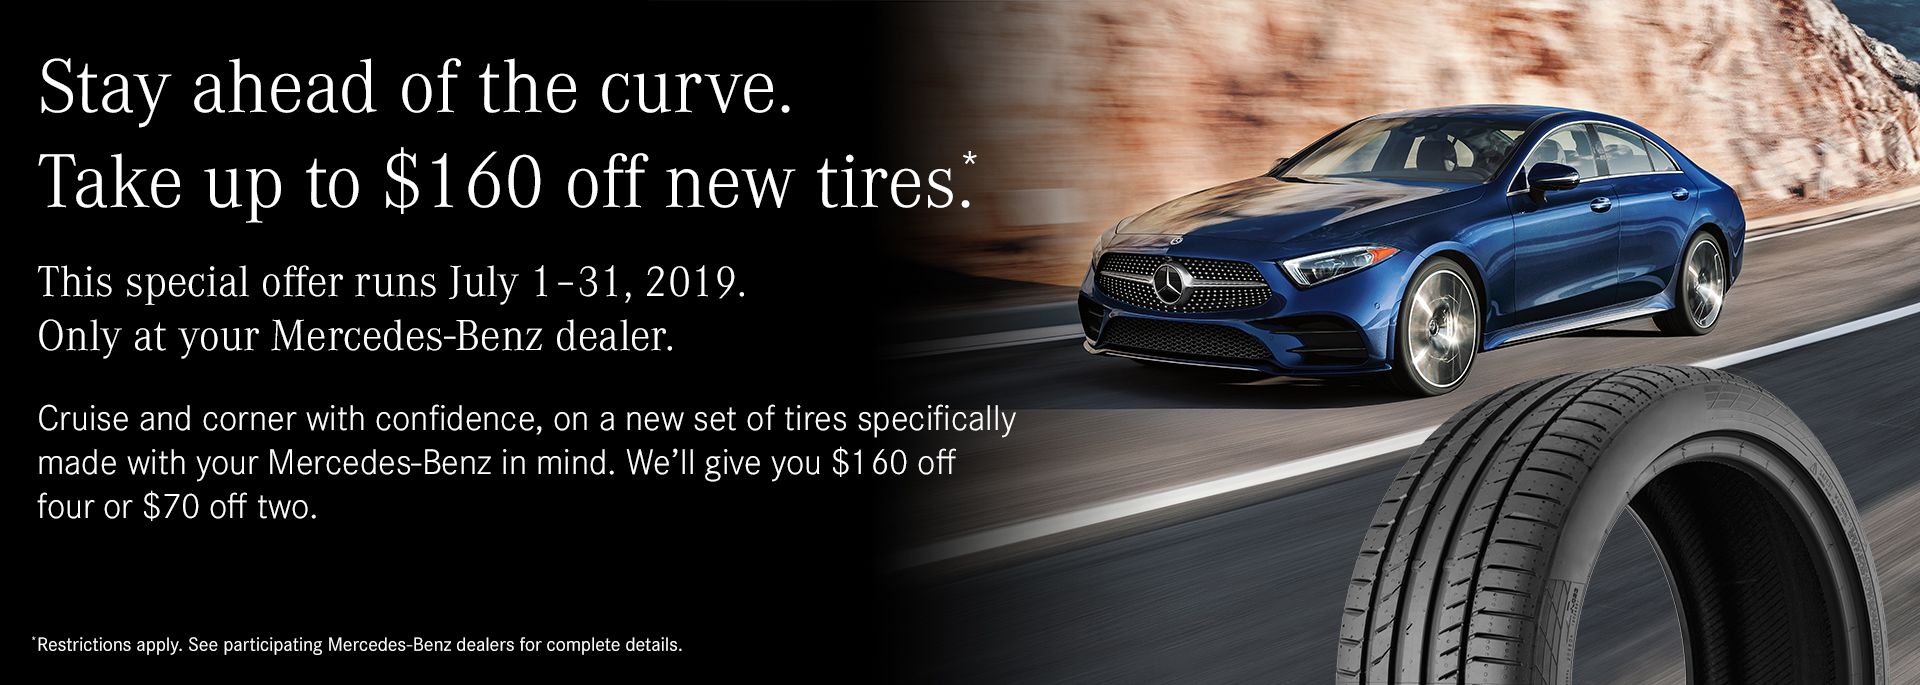 Stay ahead of the curve.
Take up to $160 off new tires.*
This special offer runs July 1–31, 2019.
Only at your Mercedes-Benz dealer.
Cruise and corner with confidence, on a new set of tires specifically
made with your Mercedes-Benz in mind. We’ll give you $160 off
four or $70 off two.
*Restrictions apply. See participating Mercedes-Benz dealers for complete details.